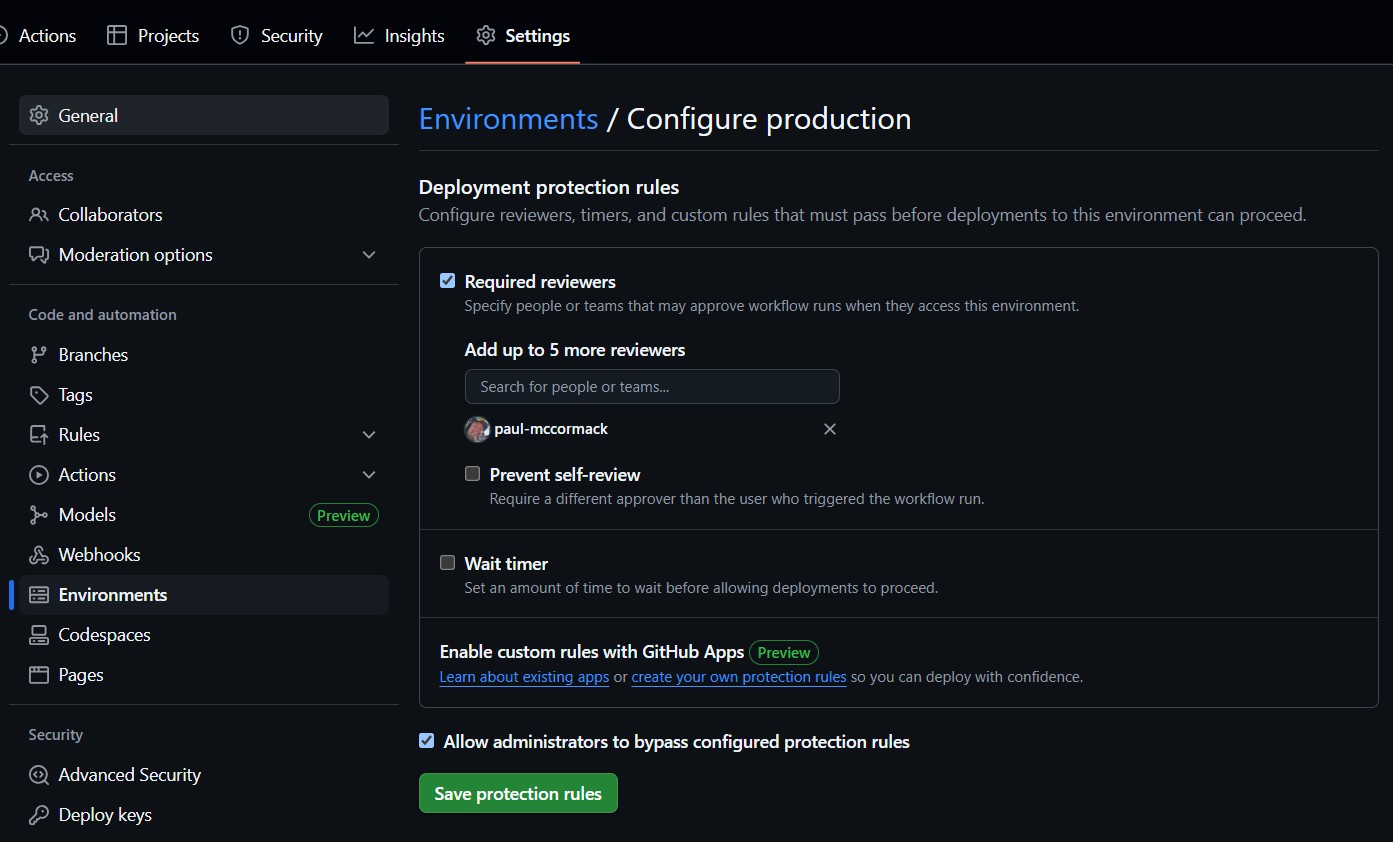 Actions Projects Security Insights Settings
General
Access
Collaborators
Moderation options
Code and automation
Branches
Tags
Rules
Actions
Models Preview
Webhooks
Environments
Codespaces
Pages
Security
Advanced Security
Deploy keys
Environments / Configure production
Deployment protection rules
Configure reviewers, timers, and custom rules that must pass before deployments to this environment can proceed.
Required reviewers
Specify people or teams that may approve workflow runs when they access this environment.
Add up to 5 more reviewers
Search for people or teams...
paul-mccormack
Prevent self-review
Require a different approver than the user who triggered the workflow run.
Wait timer
Set an amount of time to wait before allowing deployments to proceed.
Enable custom rules with GitHub Apps Preview
Learn about existing apps or create your own protection rules so you can deploy with confidence.
Allow administrators to bypass configured protection rules
Save protection rules